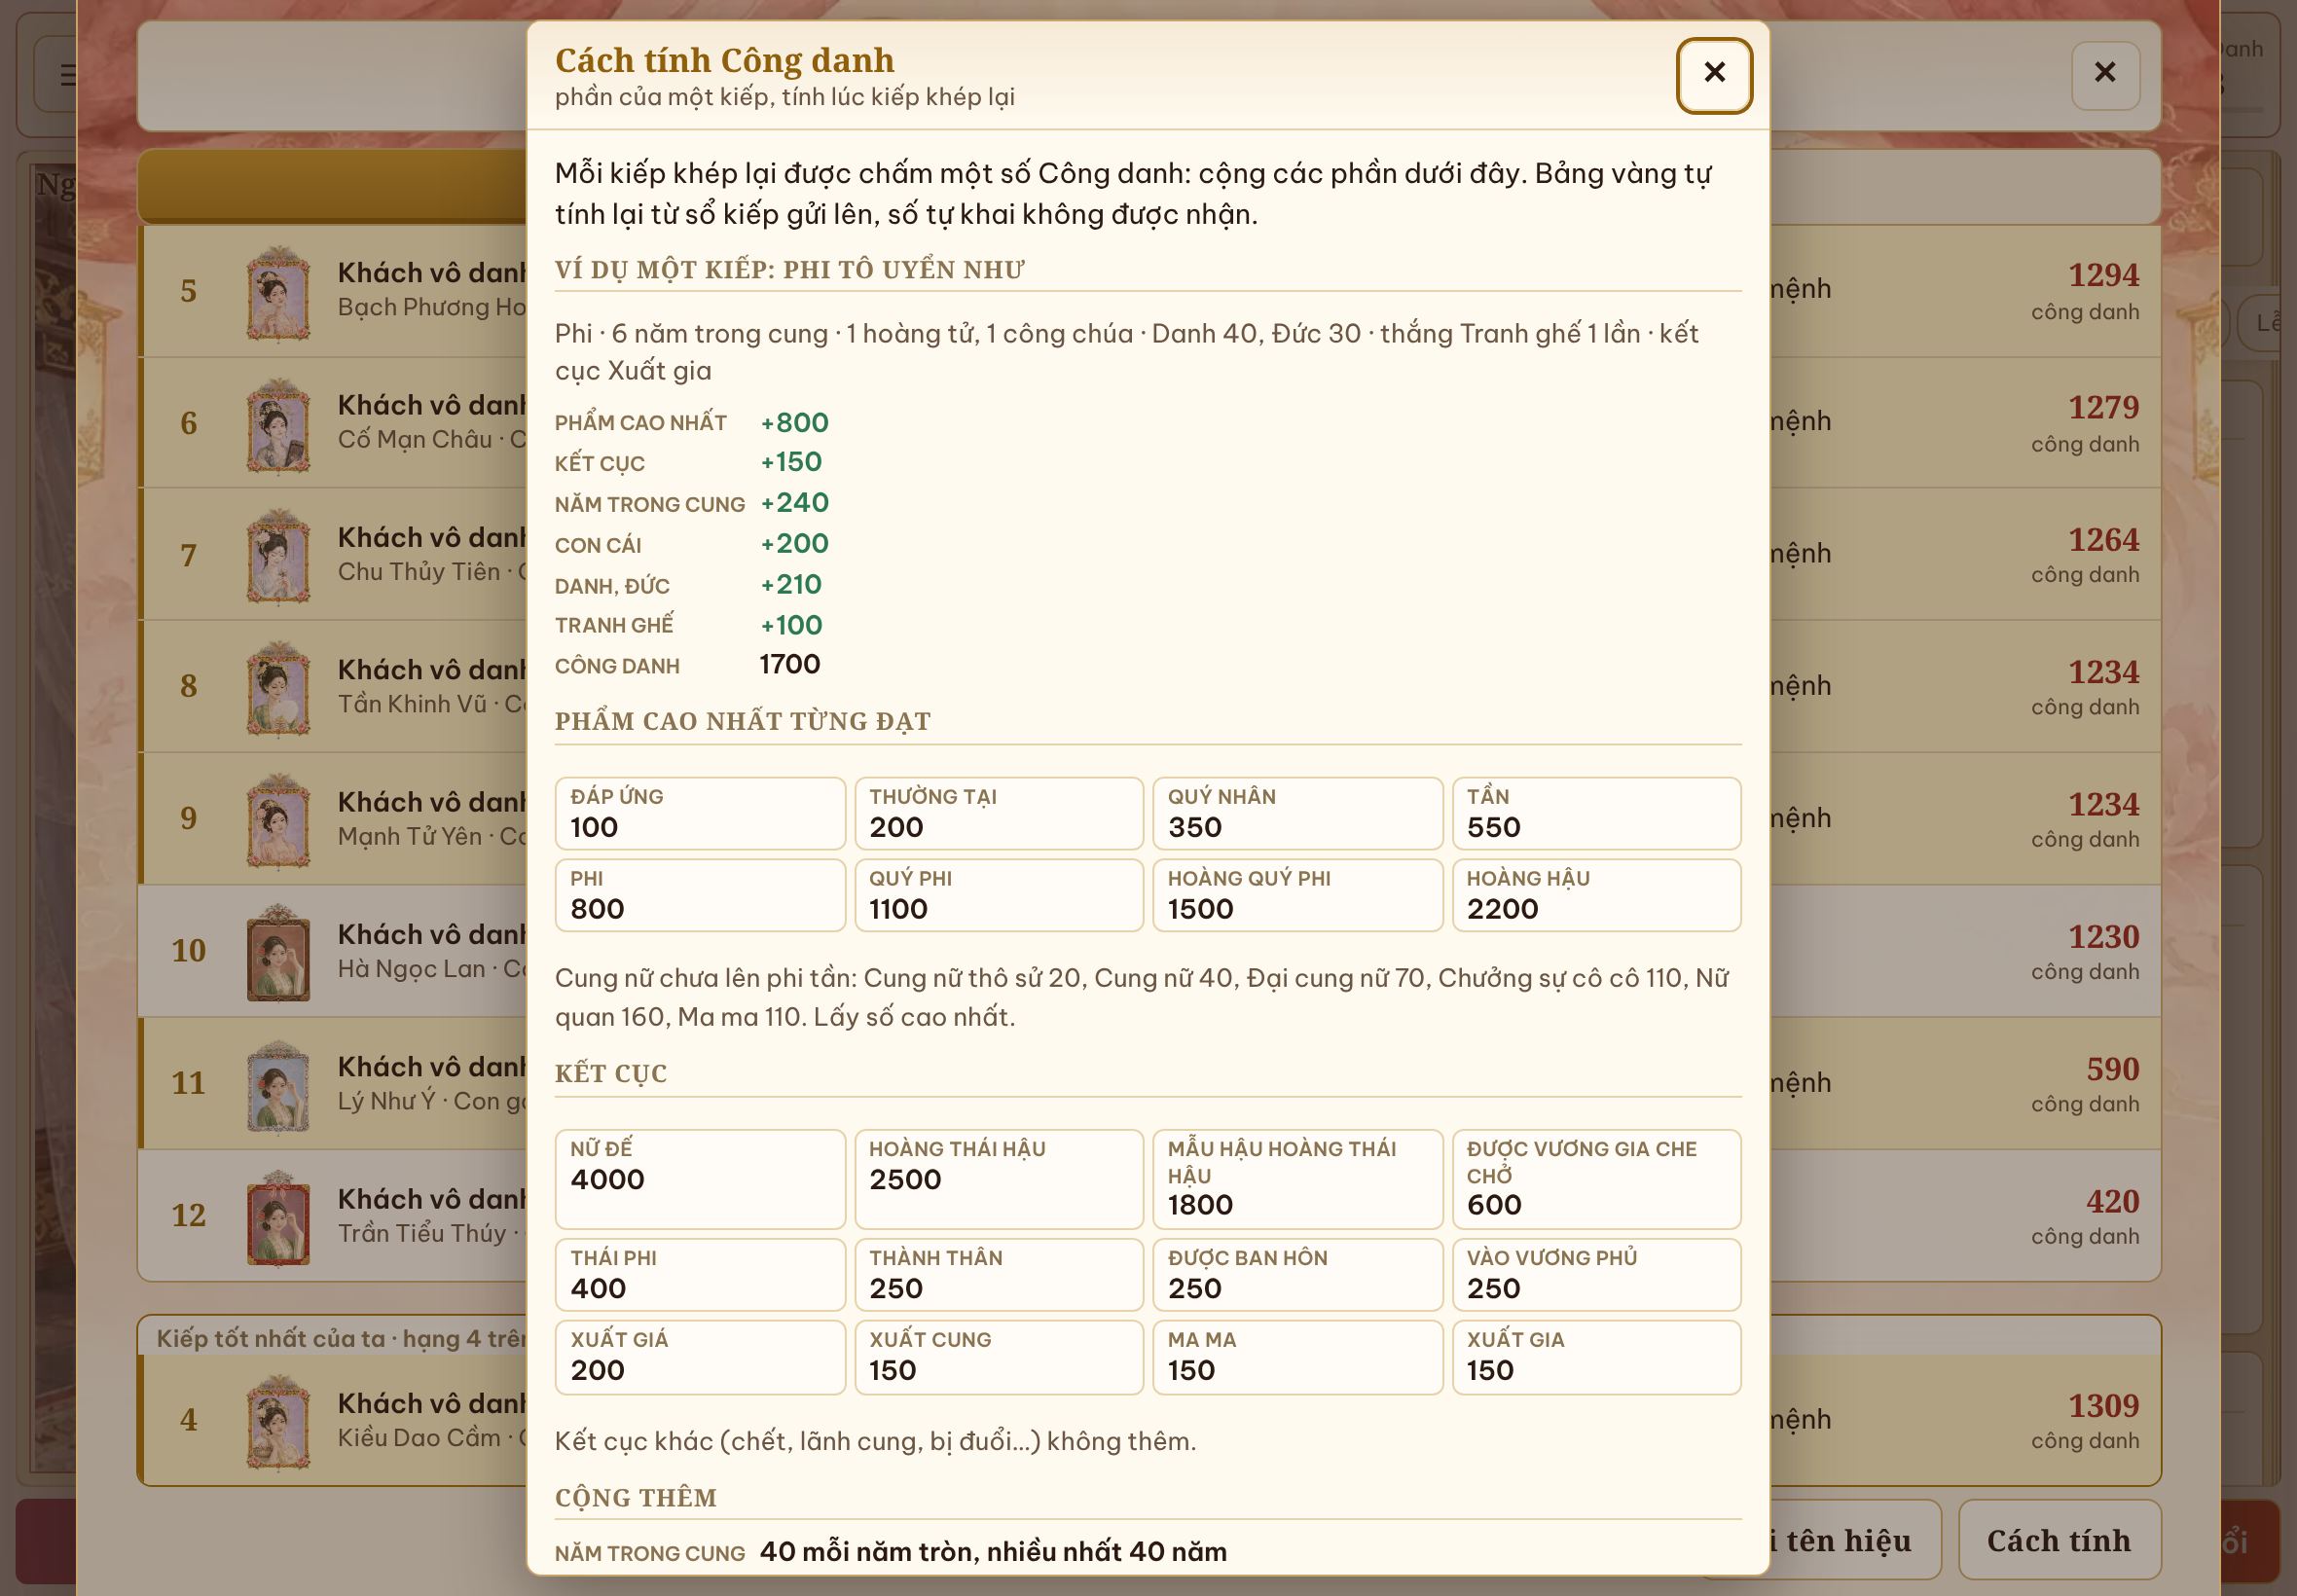 Cách tính Công danh
phần của một kiếp, tính lúc kiếp khép lại
Mỗi kiếp khép lại được chấm một số Công danh: cộng các phần dưới đây. Bảng vàng tự
tính lại từ sổ kiếp gửi lên, số tự khai không được nhận.
VÍ DỤ MỘT KIẾP: PHI TÔ UYỂN NHƯ
Phi · 6 năm trong cung · 1 hoàng tử, 1 công chúa · Danh 40, Đức 30 · thắng Tranh ghế 1 lần · kết
cục Xuất gia
PHẨM CAO NHẤT +800
KẾT CỤC +150
NĂM TRONG CUNG +240
CON CÁI +200
DANH, ĐỨC +210
TRANH GHẾ +100
CÔNG DANH 1700
PHẨM CAO NHẤT TỪNG ĐẠT
ĐÁP ỨNG
100
THƯỜNG TẠI
200
QUÝ NHÂN
350
TẦN
550
PHI
800
QUÝ PHI
1100
HOÀNG QUÝ PHI
1500
HOÀNG HẬU
2200
Cung nữ chưa lên phi tần: Cung nữ thô sử 20, Cung nữ 40, Đại cung nữ 70, Chưởng sự cô cô 110, Nữ
quan 160, Ma ma 110. Lấy số cao nhất.
KẾT CỤC
NỮ ĐẾ
4000
HOÀNG THÁI HẬU
2500
MẪU HẬU HOÀNG THÁI
HẬU
1800
ĐƯỢC VƯƠNG GIA CHE
CHỞ
600
THÁI PHI
400
THÀNH THÂN
250
ĐƯỢC BAN HÔN
250
VÀO VƯƠNG PHỦ
250
XUẤT GIÁ
200
XUẤT CUNG
150
MA MA
150
XUẤT GIA
150
Kết cục khác (chết, lãnh cung, bị đuổi...) không thêm.
CỘNG THÊM
NĂM TRONG CUNG 40 mỗi năm tròn, nhiều nhất 40 năm
5
Khách vô danh
Bạch Phương
1294
công danh
6
Khách vô danh
Cố Mạn Châu ·
1279
công danh
7
Khách vô danh
Chu Thủy Tiên ·
1264
công danh
8
Khách vô danh
Tần Khinh Vũ ·
1234
công danh
9
Khách vô danh
Mạnh Tử Yên ·
1234
công danh
10
Khách vô danh
Hà Ngọc Lan ·
1230
công danh
11
Khách vô danh
Lý Như Ý · Con
590
công danh
12
Khách vô danh
Trần Tiểu Thúy ·
420
công danh
Kiếp tốt nhất của ta · hạng 4
4
Khách vô danh
Kiều Dao Cầm ·
1309
công danh
tên hiệu
Cách tính